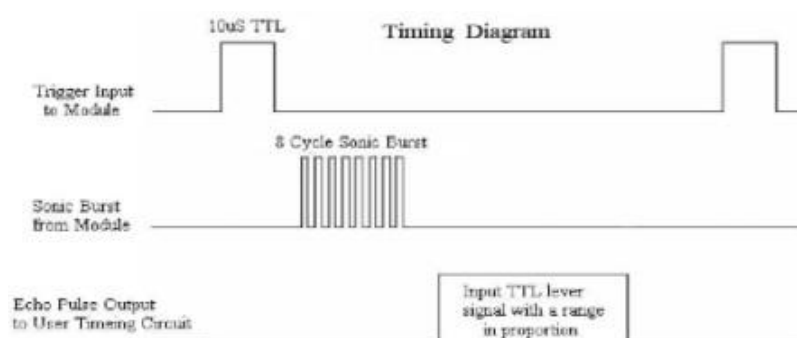 10uS TTL
Timing Diagram
Trigger Input
to Module
8 Cycle Sonic Burst
Sonic Burst
from Module
Echo Pulse Output
to User Timeing Circuit
Input TTL lever
signal with a range
in proportion